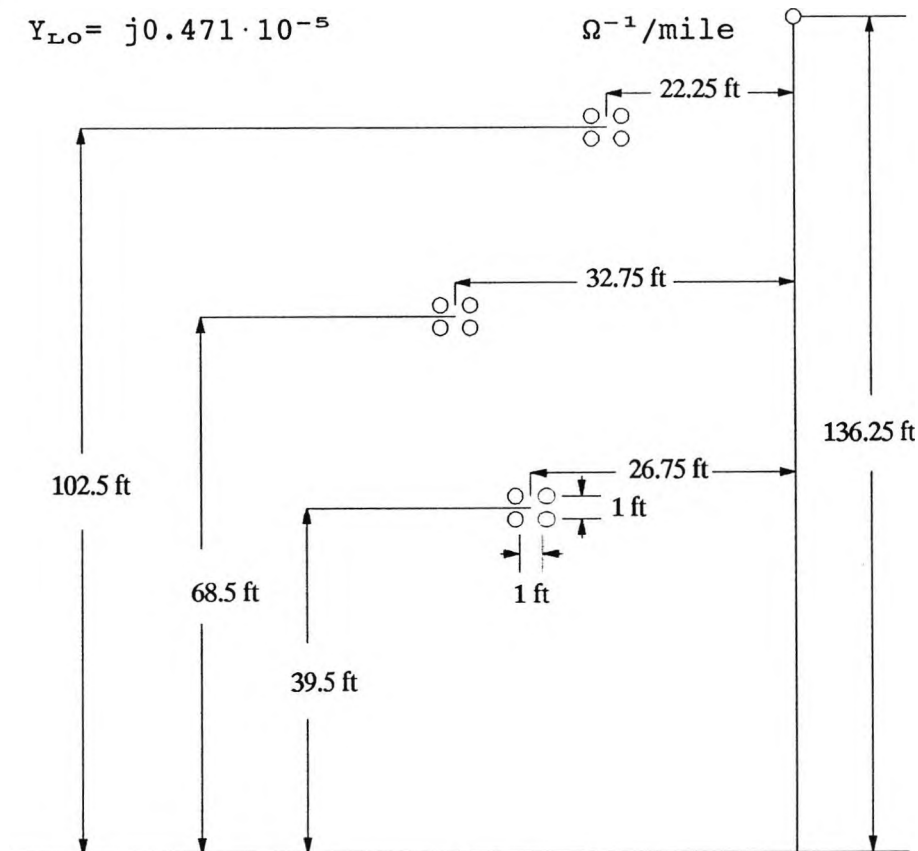 Y_Lo= j0.471·10⁻⁵ Ω⁻¹/mile
22.25 ft
32.75 ft
136.25 ft
26.75 ft
102.5 ft
1 ft
68.5 ft
1 ft
39.5 ft